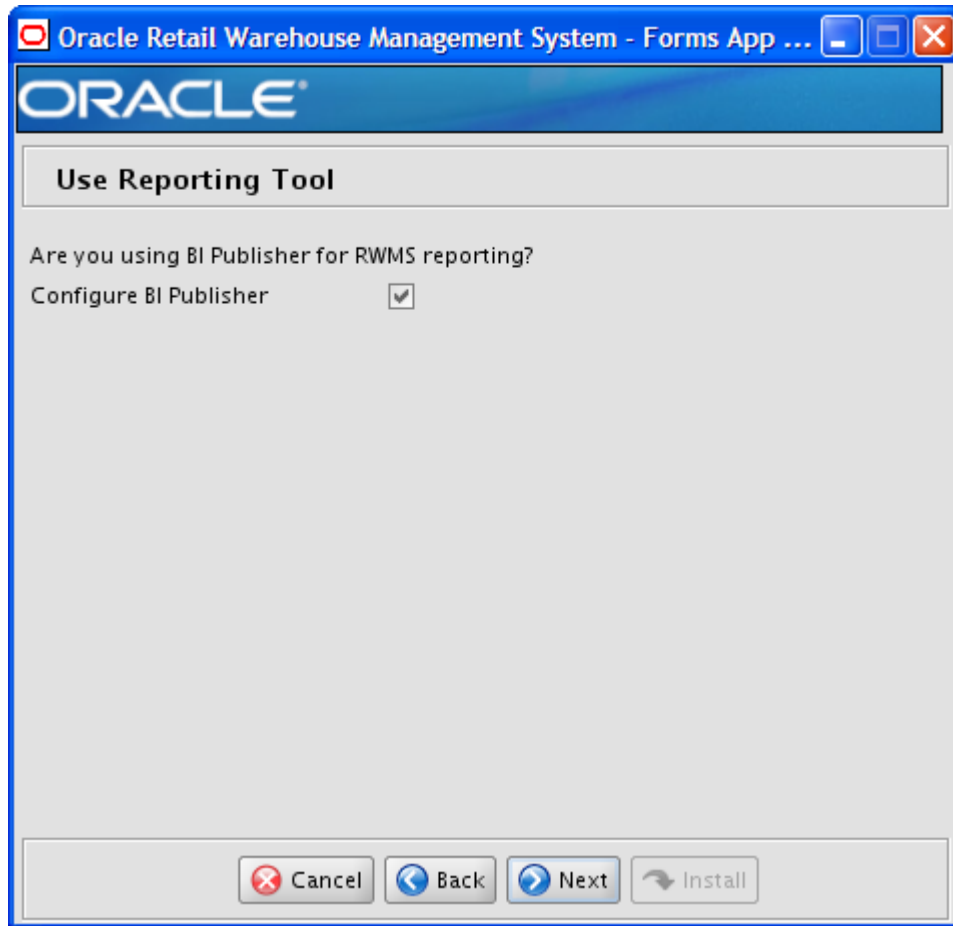 Oracle Retail Warehouse Management System - Forms App ...
ORACLE
Use Reporting Tool
Are you using BI Publisher for RWMS reporting?
Configure BI Publisher
Cancel Back Next Install